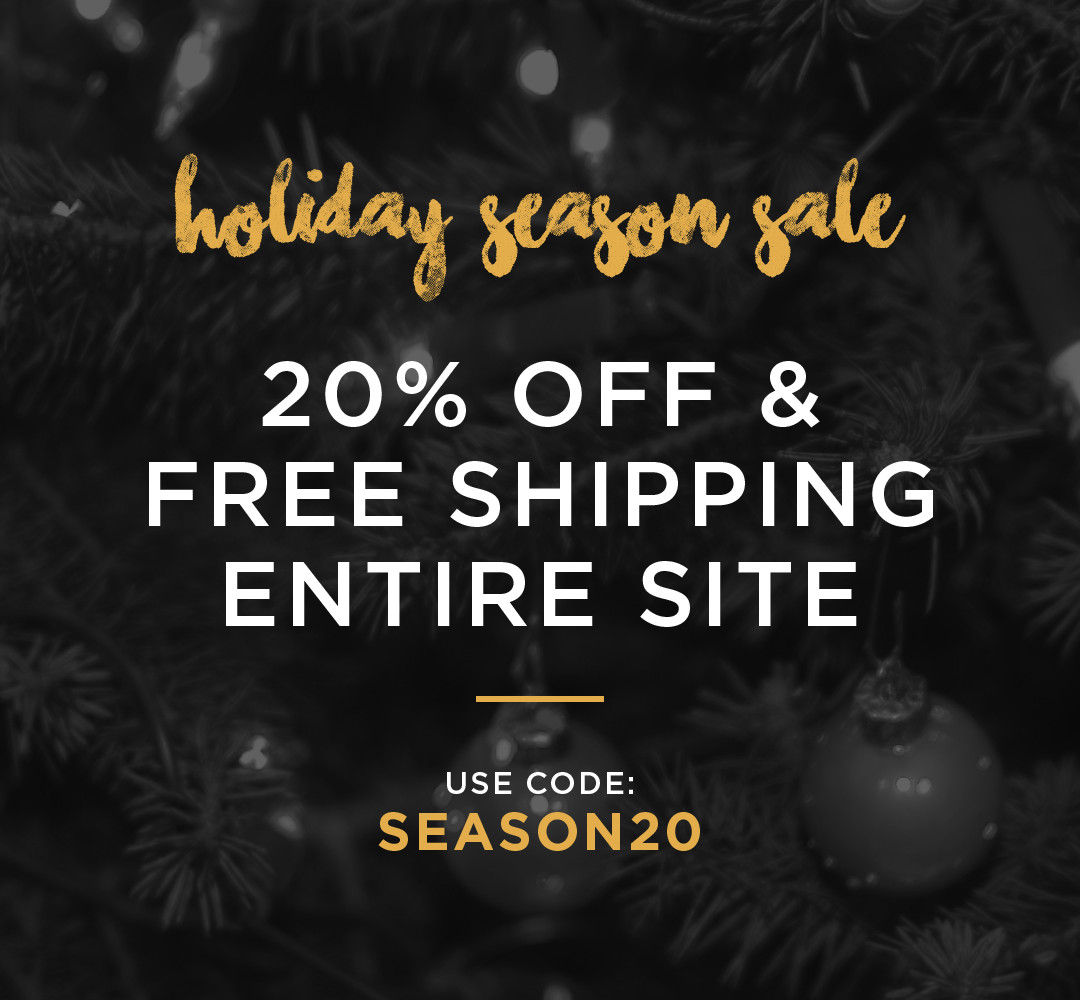 holiday season sale
20% OFF &
FREE SHIPPING
ENTIRE SITE
USE CODE:
SEASON20